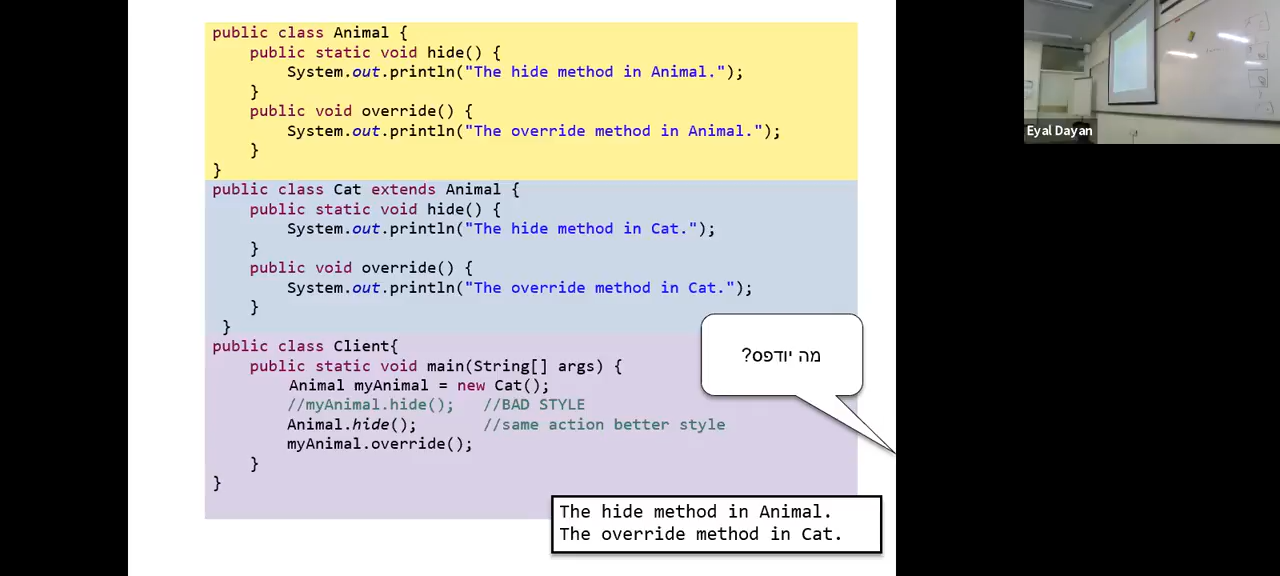 public class Animal {
public static void hide() {
System.out.println("The hide method in Animal.");
}
public void override() {
System.out.println("The override method in Animal.");
}
}
public class Cat extends Animal {
public static void hide() {
System.out.println("The hide method in Cat.");
}
public void override() {
System.out.println("The override method in Cat.");
}
}
public class Client{
public static void main(String[] args) {
Animal myAnimal = new Cat();
//myAnimal.hide(); //BAD STYLE
Animal.hide(); //same action better style
myAnimal.override();
}
}
מה יודפס?
The hide method in Animal.
The override method in Cat.
Eyal Dayan